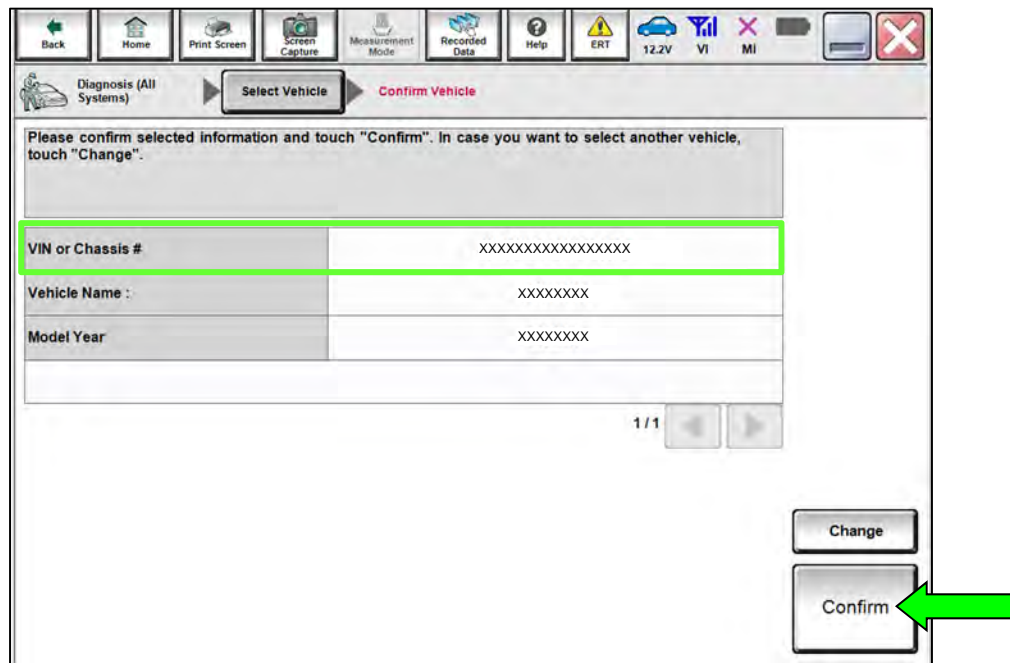 Back
Home
Print Screen
Screen
Capture
Measurement
Mode
Recorded
Data
Help
ERT
12.2V
VI
MI
Diagnosis (All
Systems)
Select Vehicle
Confirm Vehicle
Please confirm selected information and touch "Confirm". In case you want to select another vehicle,
touch "Change".
VIN or Chassis #
XXXXXXXXXXXXXXXXX
Vehicle Name :
XXXXXXXX
Model Year
XXXXXXXX
1/1
Change
Confirm